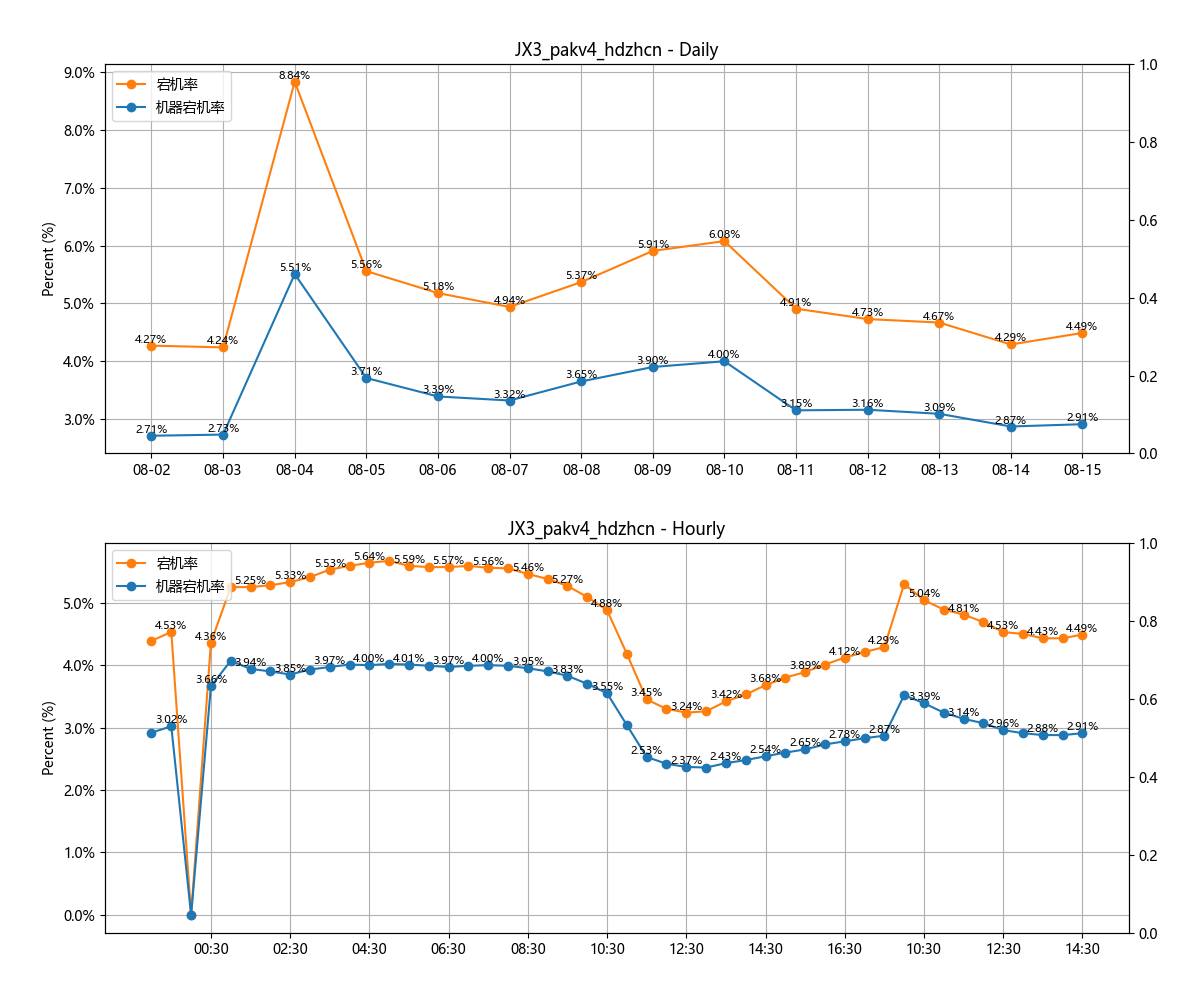 JX3_pakv4_hdzhcn - Daily
宕机率
机器宕机率
Percent (%)
9.0%
8.0%
7.0%
6.0%
5.0%
4.0%
3.0%
1.0
0.8
0.6
0.4
0.2
0.0
4.27% 4.24% 8.84% 5.56% 5.18% 4.94% 5.37% 5.91% 6.08% 4.91% 4.73% 4.67% 4.29% 4.49%
2.71% 2.73% 5.51% 3.71% 3.39% 3.32% 3.65% 3.90% 4.00% 3.15% 3.16% 3.09% 2.87% 2.91%
08-02 08-03 08-04 08-05 08-06 08-07 08-08 08-09 08-10 08-11 08-12 08-13 08-14 08-15
JX3_pakv4_hdzhcn - Hourly
宕机率
机器宕机率
Percent (%)
5.0%
4.0%
3.0%
2.0%
1.0%
0.0%
1.0
0.8
0.6
0.4
0.2
0.0
4.53% 4.36% 5.25% 5.33% 5.53% 5.64% 5.59% 5.57% 5.56% 5.46% 5.27% 4.88% 3.45% 3.24% 3.42% 3.68% 3.89% 4.12% 4.29% 5.04% 4.81% 4.53% 4.43% 4.49%
3.02% 3.66% 3.94% 3.85% 3.97% 4.00% 4.01% 3.97% 4.00% 3.95% 3.83% 3.55% 2.53% 2.37% 2.43% 2.54% 2.65% 2.78% 2.87% 3.39% 3.14% 2.96% 2.88% 2.91%
00:30 02:30 04:30 06:30 08:30 10:30 12:30 14:30 16:30 10:30 12:30 14:30